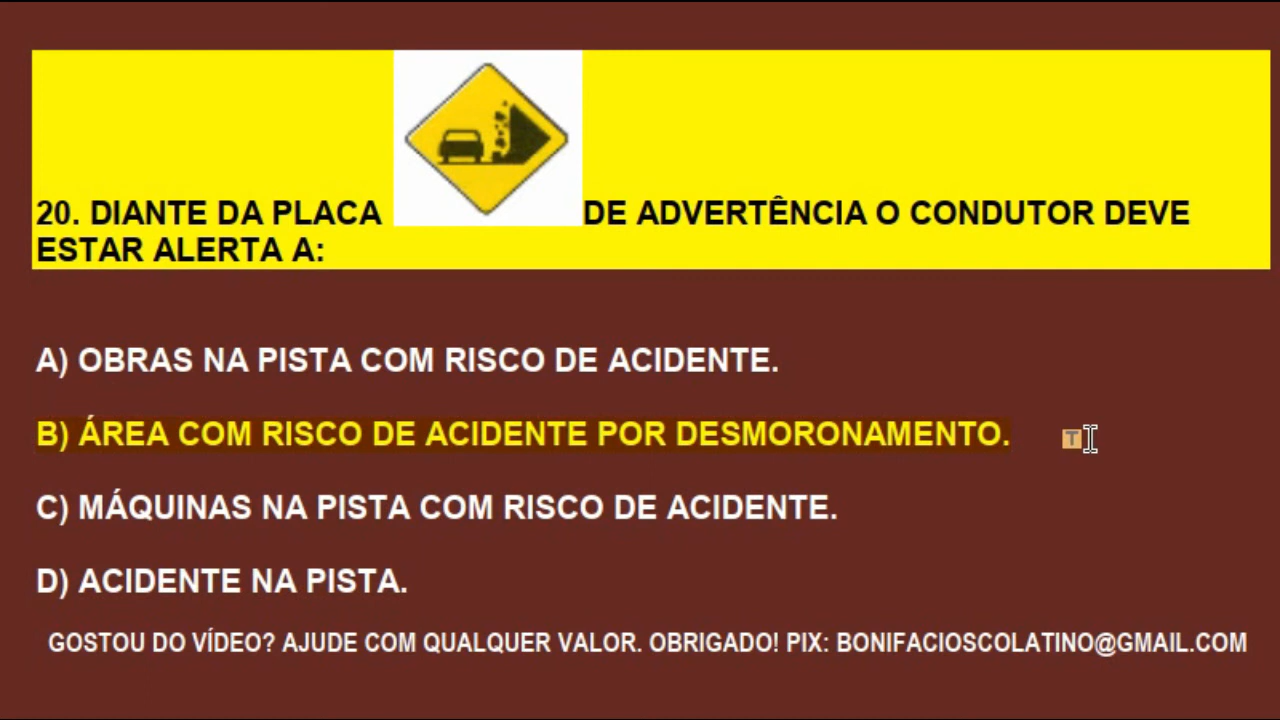 20. DIANTE DA PLACA DE ADVERTÊNCIA O CONDUTOR DEVE
ESTAR ALERTA A:
A) OBRAS NA PISTA COM RISCO DE ACIDENTE.
B) ÁREA COM RISCO DE ACIDENTE POR DESMORONAMENTO.
T
C) MÁQUINAS NA PISTA COM RISCO DE ACIDENTE.
D) ACIDENTE NA PISTA.
GOSTOU DO VÍDEO? AJUDE COM QUALQUER VALOR. OBRIGADO! PIX: BONIFACIOSCOLATINO@GMAIL.COM